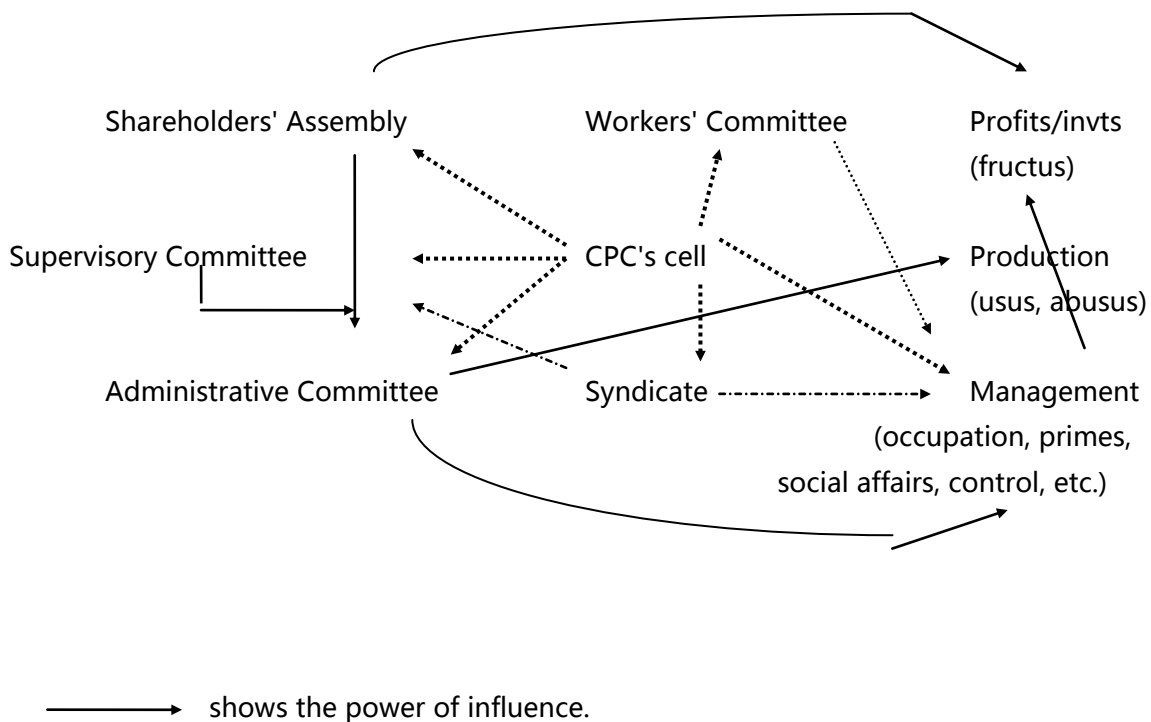 Shareholders' Assembly Workers' Committee Profits/invts
(fructus)
Supervisory Committee CPC's cell Production
(usus, abusus)
Administrative Committee Syndicate Management
(occupation, primes,
social affairs, control, etc.)
shows the power of influence.